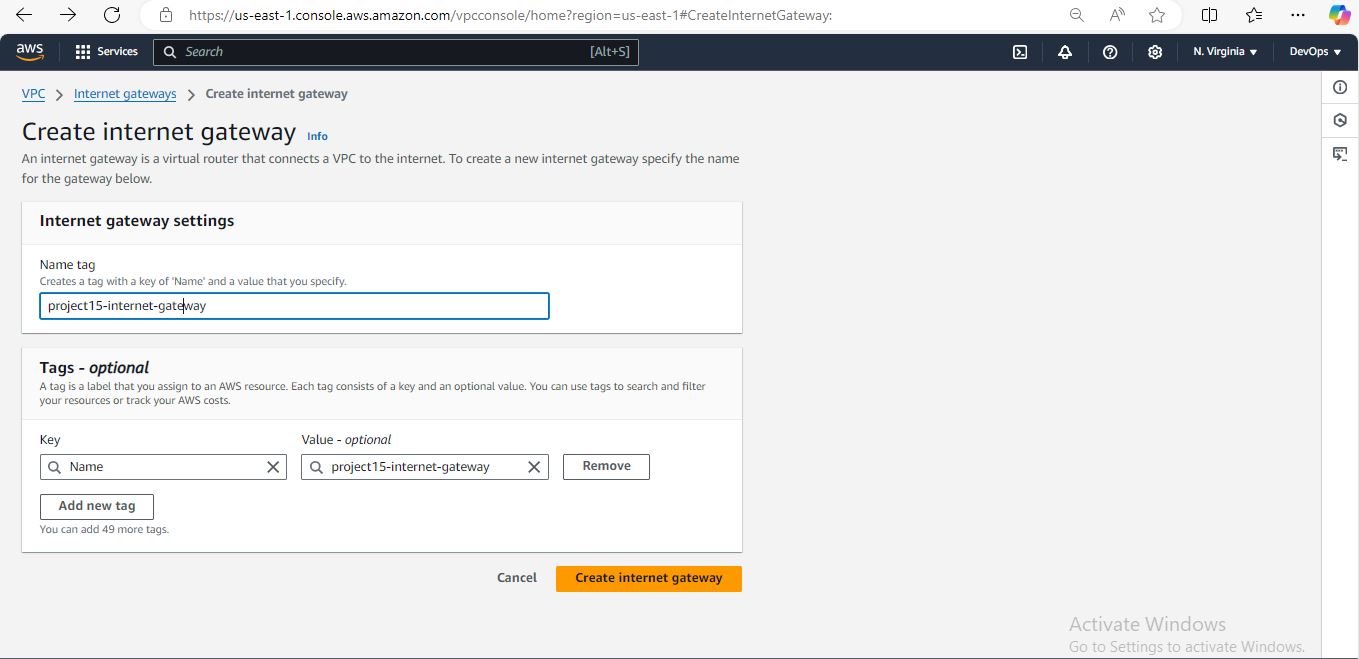 https://us-east-1.console.aws.amazon.com/vpcconsole/home?region=us-east-1#CreateInternetGateway:
aws Services Search [Alt+S] N. Virginia DevOps
VPC > Internet gateways > Create internet gateway
Create internet gateway Info
An internet gateway is a virtual router that connects a VPC to the internet. To create a new internet gateway specify the name
for the gateway below.
Internet gateway settings
Name tag
Creates a tag with a key of 'Name' and a value that you specify.
project15-internet-gateway
Tags - optional
A tag is a label that you assign to an AWS resource. Each tag consists of a key and an optional value. You can use tags to search and filter
your resources or track your AWS costs.
Key Value - optional
Name project15-internet-gateway Remove
Add new tag
You can add 49 more tags.
Cancel Create internet gateway
Activate Windows
Go to Settings to activate Windows.